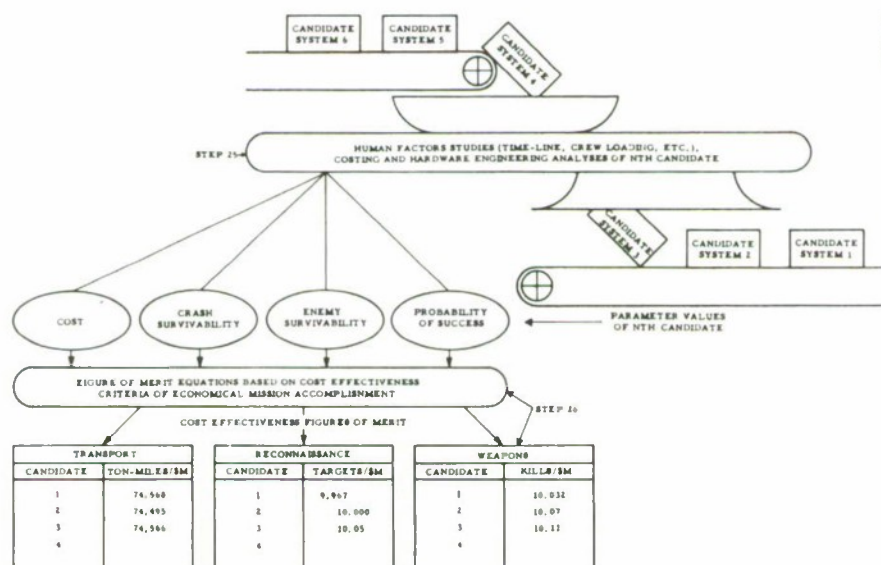 CANDIDATE
SYSTEM 6
CANDIDATE
SYSTEM 5
CANDIDATE
SYSTEM 4
STEP 25
HUMAN FACTORS STUDIES (TIME-LINE, CREW LOADING, ETC.),
COSTING AND HARDWARE ENGINEERING ANALYSES OF NTH CANDIDATE
CANDIDATE
SYSTEM 3
CANDIDATE
SYSTEM 2
CANDIDATE
SYSTEM 1
COST
CRASH
SURVIVABILITY
ENEMY
SURVIVABILITY
PROBABILITY
OF SUCCESS
PARAMETER VALUES
OF NTH CANDIDATE
FIGURE OF MERIT EQUATIONS BASED ON COST EFFECTIVENESS
CRITERIA OF ECONOMICAL MISSION ACCOMPLISHMENT
STEP 26
COST EFFECTIVENESS FIGURES OF MERIT
TRANSPORT
CANDIDATE TON-MILES/$M
1 74,560
2 74,495
3 74,566
4
RECONNAISSANCE
CANDIDATE TARGETS/$M
1 9,967
2 10.000
3 10.05
4
WEAPONS
CANDIDATE KILLS/$M
1 10.032
2 10.07
3 10.12
4